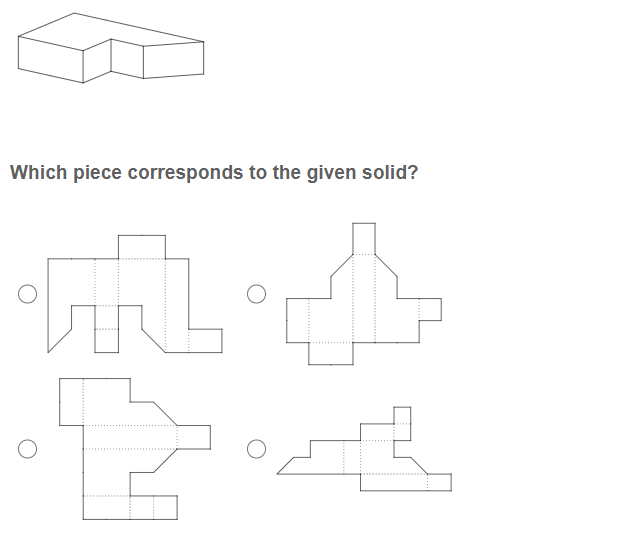 Which piece corresponds to the given solid?